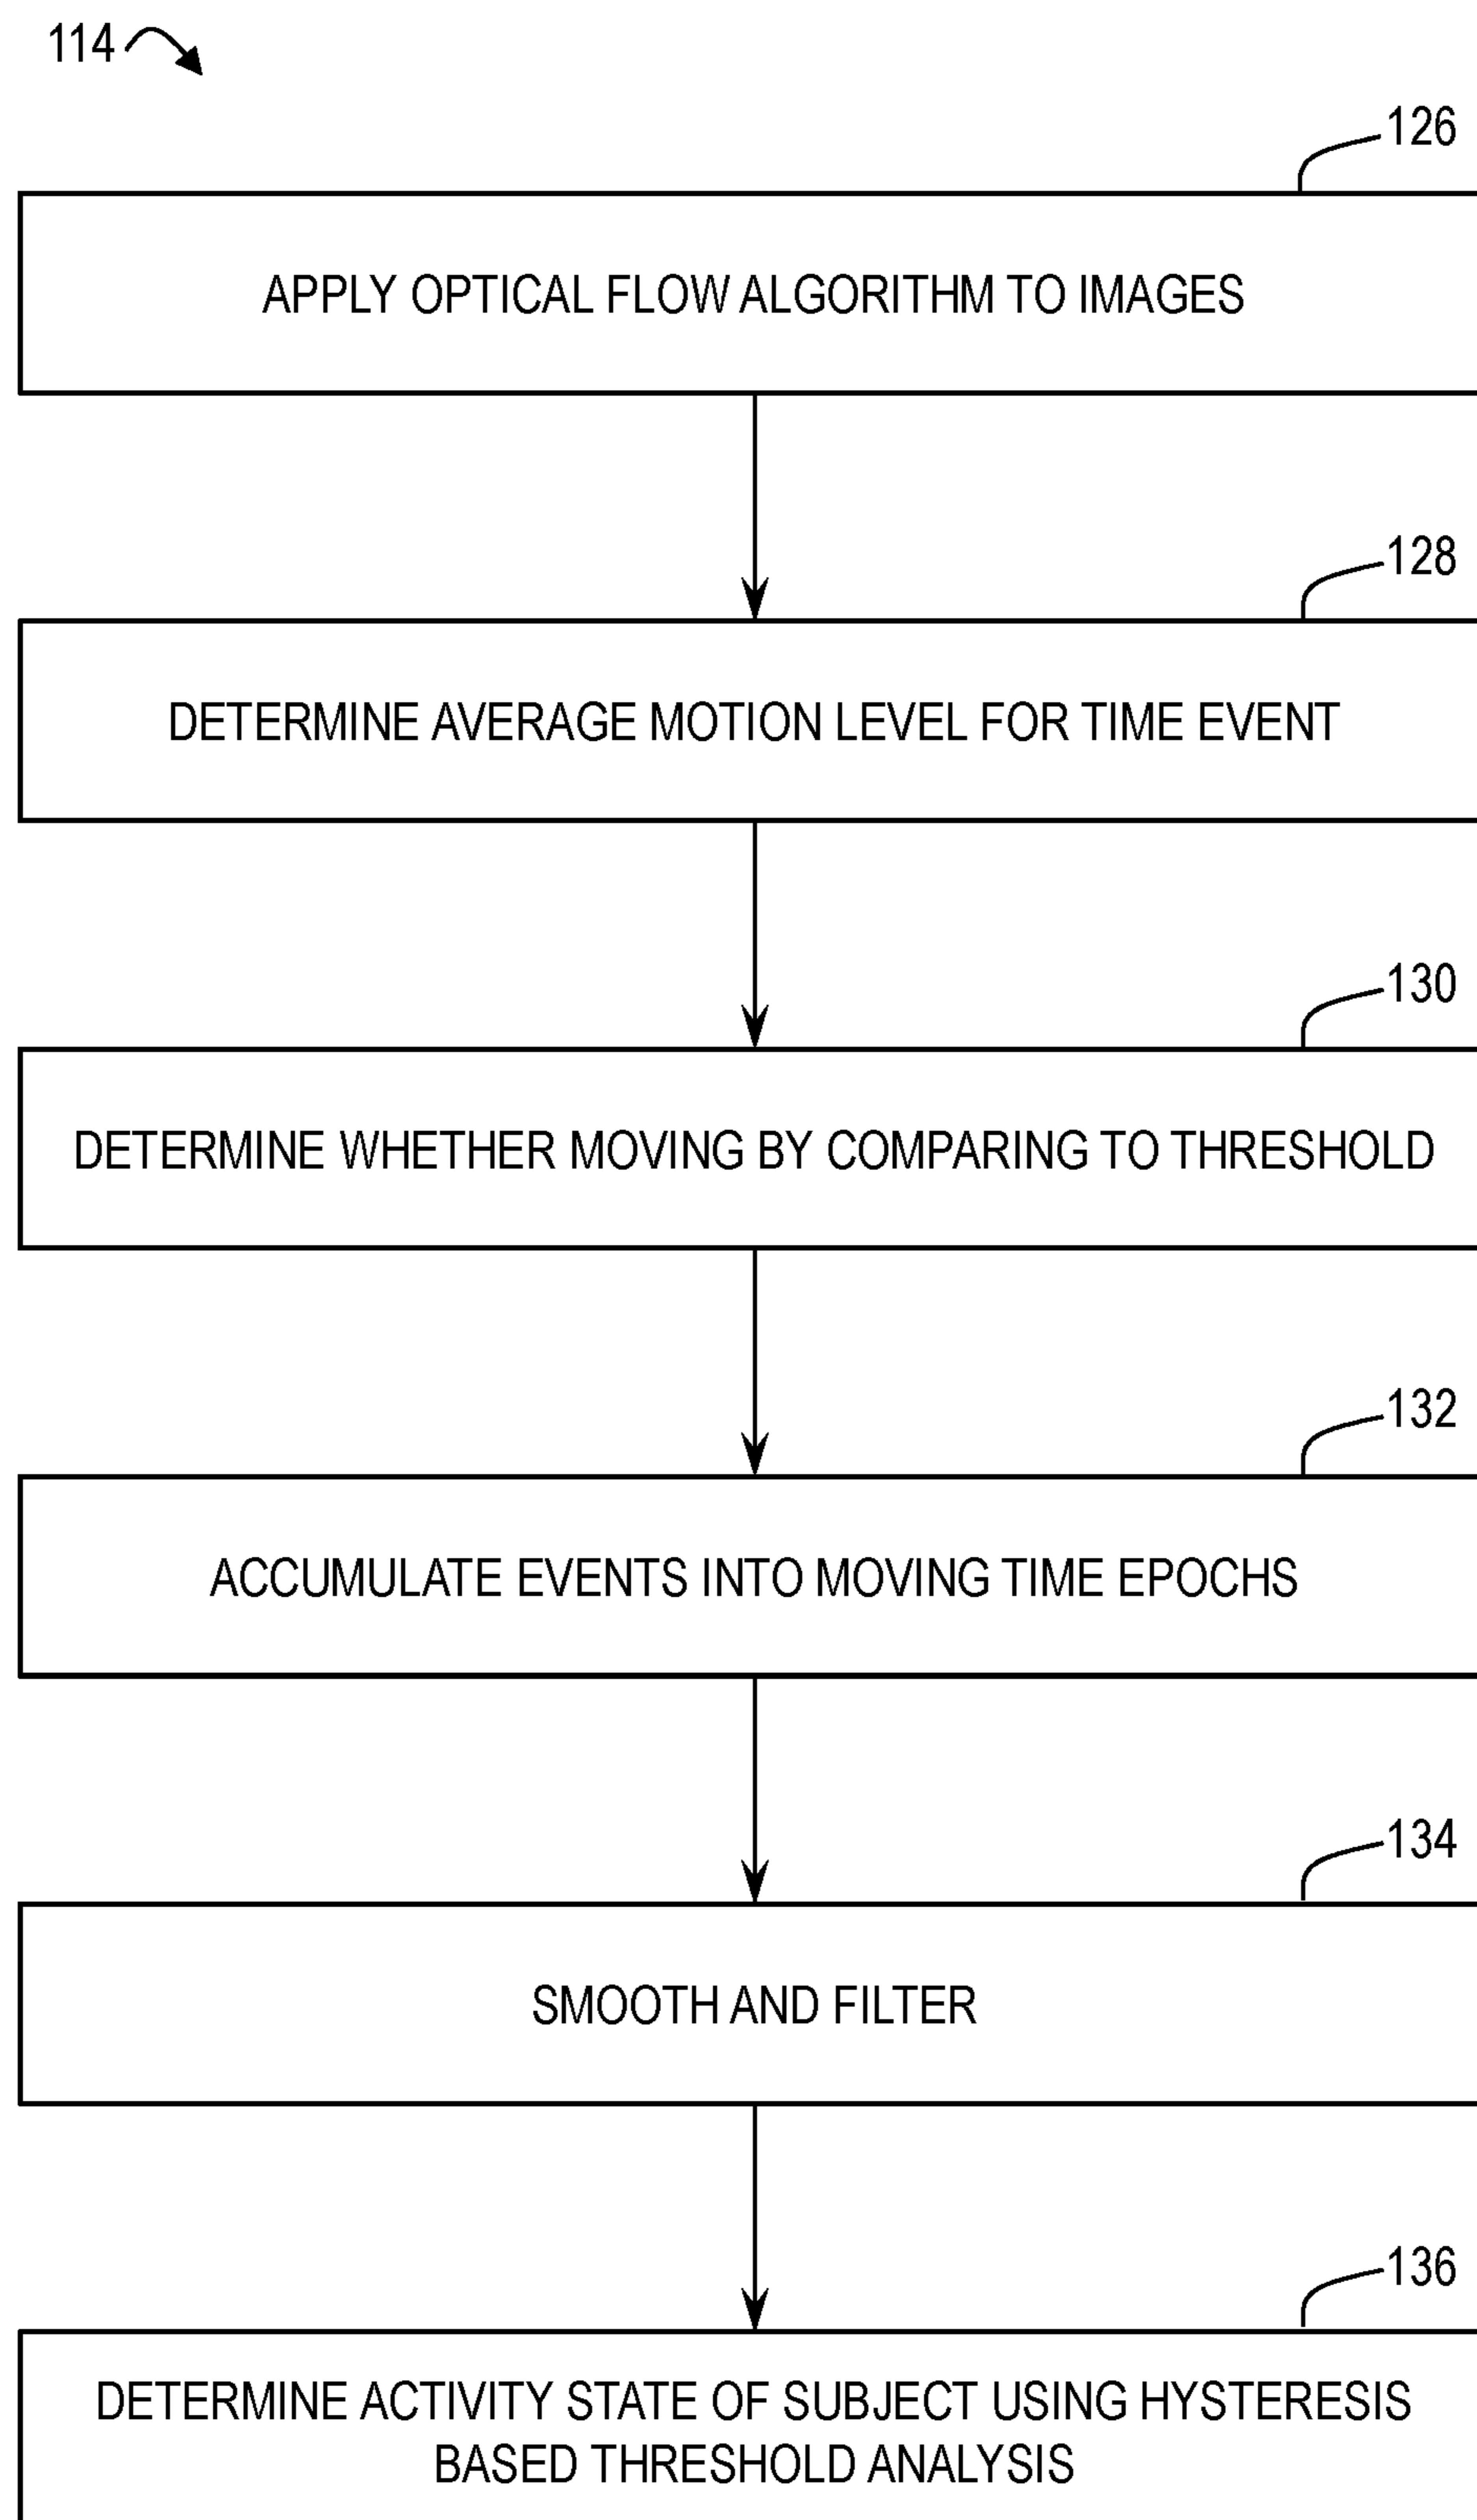 114
126
APPLY OPTICAL FLOW ALGORITHM TO IMAGES
128
DETERMINE AVERAGE MOTION LEVEL FOR TIME EVENT
130
DETERMINE WHETHER MOVING BY COMPARING TO THRESHOLD
132
ACCUMULATE EVENTS INTO MOVING TIME EPOCHS
134
SMOOTH AND FILTER
136
DETERMINE ACTIVITY STATE OF SUBJECT USING HYSTERESIS
BASED THRESHOLD ANALYSIS